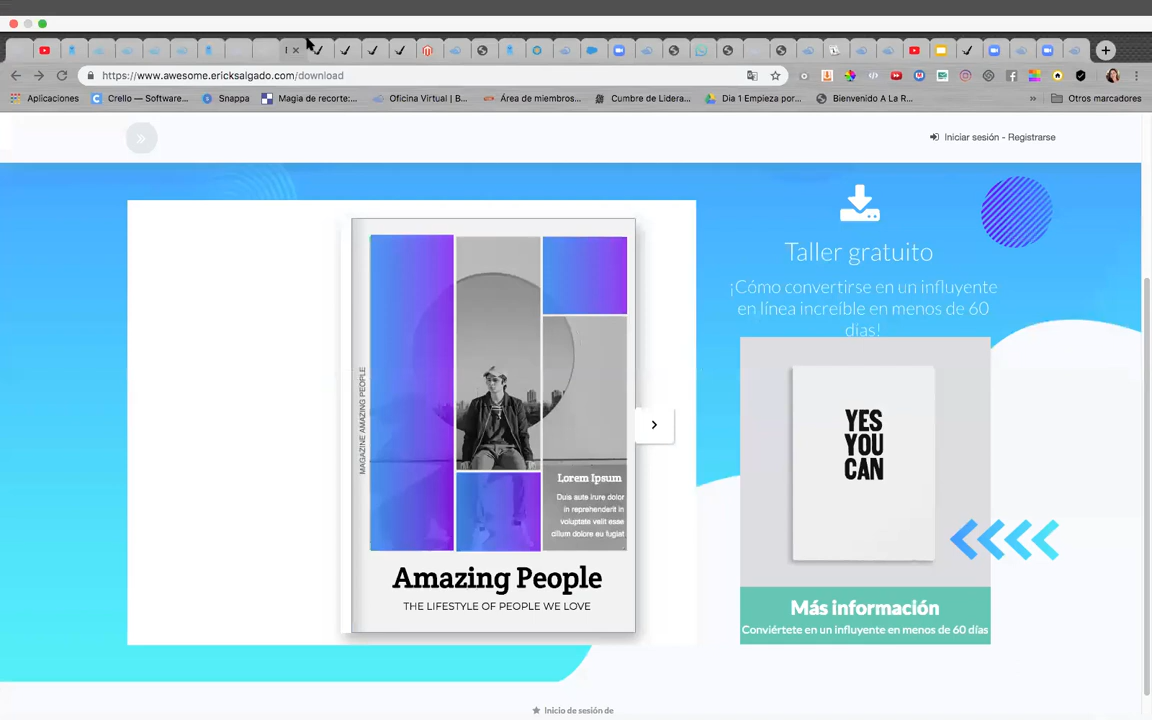 https://www.awesome.ericksalgado.com/download
Aplicaciones
Crello — Software...
Snappa
Magia de recorte:...
Oficina Virtual | B...
Área de miembros...
Cumbre de Lidera...
Dia 1 Empieza por...
Bienvenido A La R...
»
Otros marcadores
Iniciar sesión - Registrarse
Taller gratuito
¡Cómo convertirse en un influyente
en línea increíble en menos de 60
días!
MAGAZINE AMAZING PEOPLE
Lorem Ipsum
Duis aute irure dolor
in reprehenderit in
voluptate velit esse
cillum dolore eu fugiat
Amazing People
THE LIFESTYLE OF PEOPLE WE LOVE
YES
YOU
CAN
Más información
Conviértete en un influyente en menos de 60 días
Inicio de sesión de